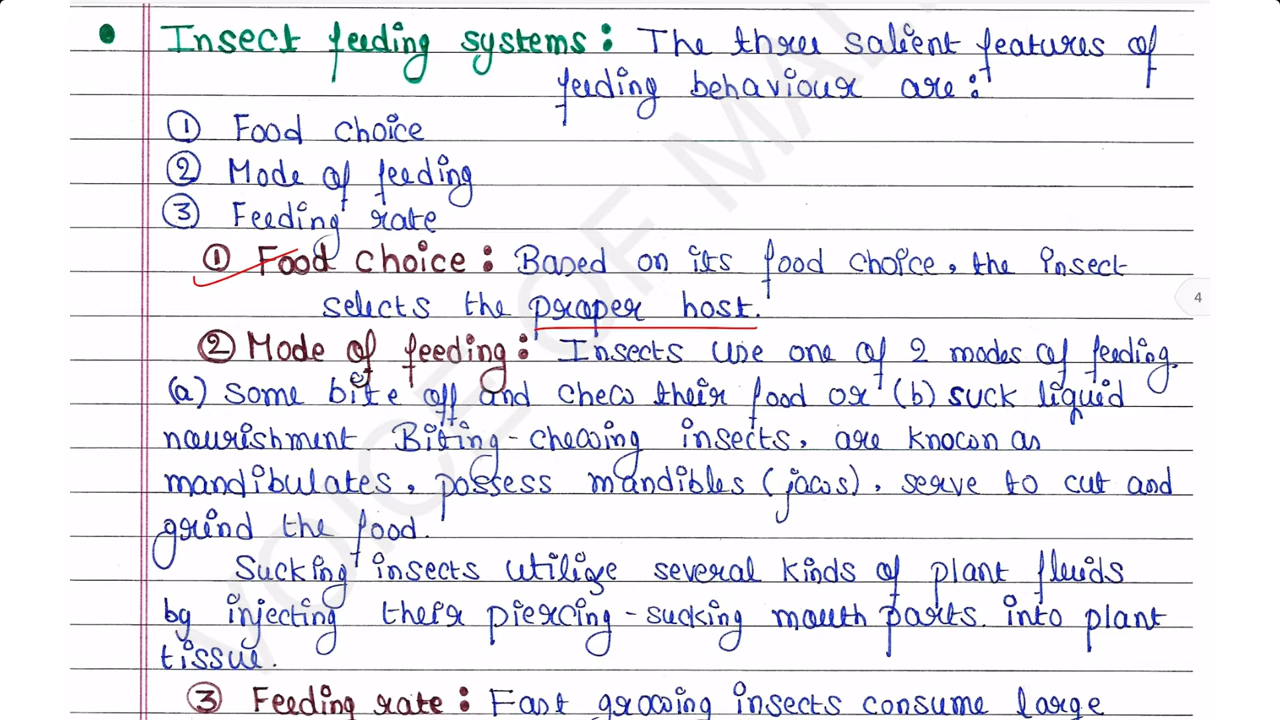 • Insect feeding systems: The three salient features of
feeding behaviour are:
① Food choice
② Mode of feeding
③ Feeding rate
① Food choice: Based on its food choice, the insect
selects the proper host.
4
② Mode of feeding: Insects use one of 2 modes of feeding.
(a) some bite off and chew their food or (b) suck liquid
nourishment. Biting-chewing insects, are known as
mandibulates, possess mandibles (jaws), serve to cut and
grind the food.
Sucking insects utilize several kinds of plant fluids
by injecting their piercing-sucking mouth parts into plant
tissue.
③ Feeding rate: Fast growing insects consume large
VOICE OF MAL